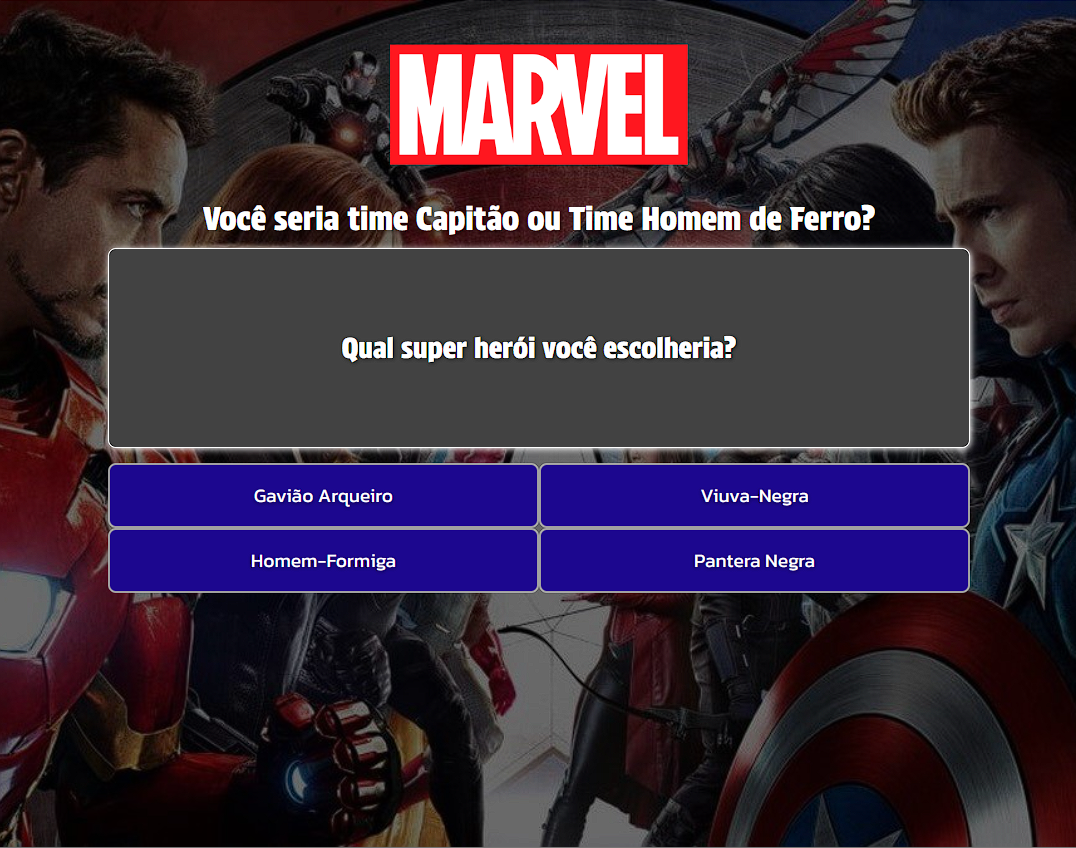 MARVEL
Você seria time Capitão ou Time Homem de Ferro?
Qual super herói você escolheria?
Gavião Arqueiro
Viuva-Negra
Homem-Formiga
Pantera Negra